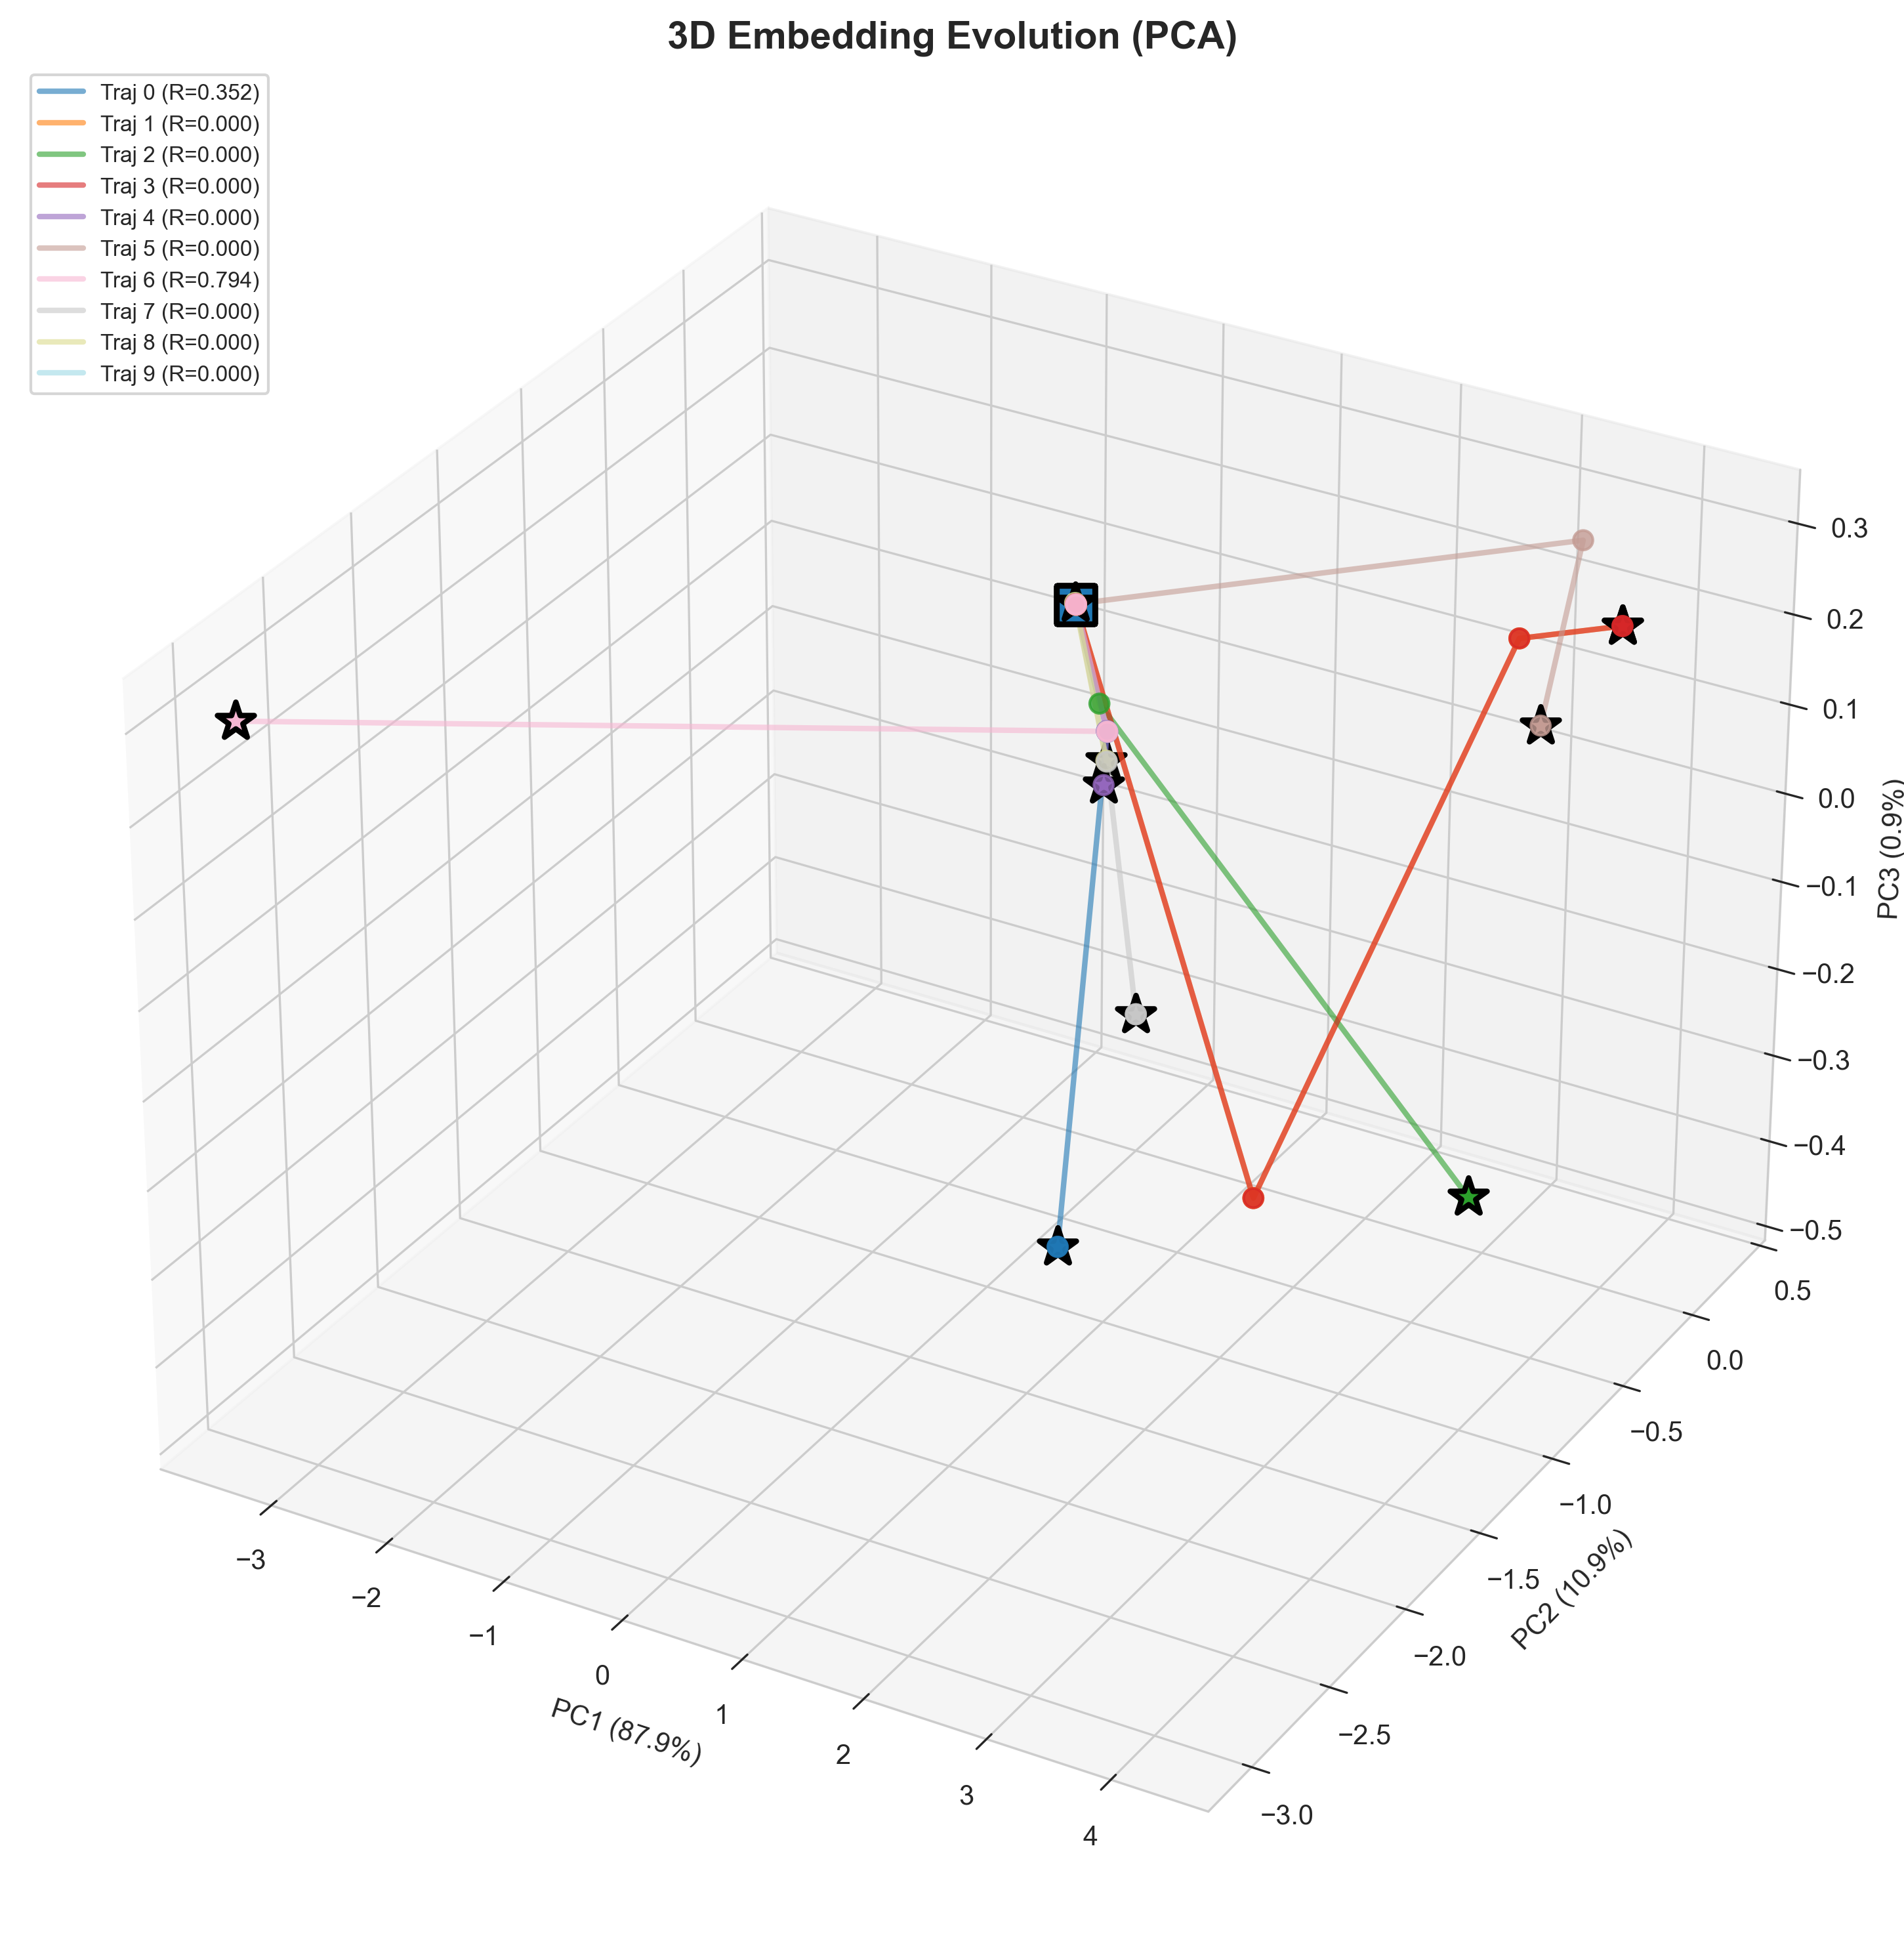 3D Embedding Evolution (PCA)
Traj 0 (R=0.352)
Traj 1 (R=0.000)
Traj 2 (R=0.000)
Traj 3 (R=0.000)
Traj 4 (R=0.000)
Traj 5 (R=0.000)
Traj 6 (R=0.794)
Traj 7 (R=0.000)
Traj 8 (R=0.000)
Traj 9 (R=0.000)
0.3
0.2
0.1
0.0
−0.1
−0.2
−0.3
−0.4
−0.5
PC3 (0.9%)
0.5
0.0
−0.5
−1.0
−1.5
−2.0
−2.5
−3.0
PC2 (10.9%)
−3
−2
−1
0
1
2
3
4
PC1 (87.9%)